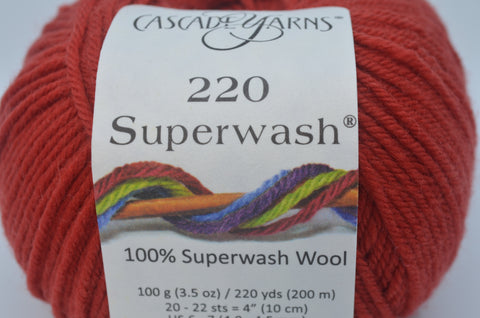 CASCADE YARNS™
220
Superwash®
100% Superwash Wool
100 g (3.5 oz) / 220 yds (200 m)
20 - 22 sts = 4” (10 cm)